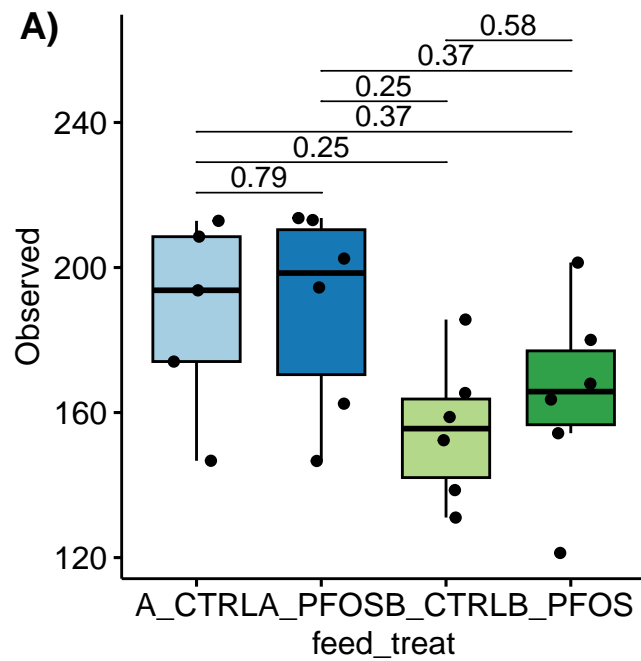 A)
0.58
0.37
0.25
0.37
0.25
0.79
240
200
160
120
Observed
A_CTRL A_PFOS B_CTRL B_PFOS
feed_treat